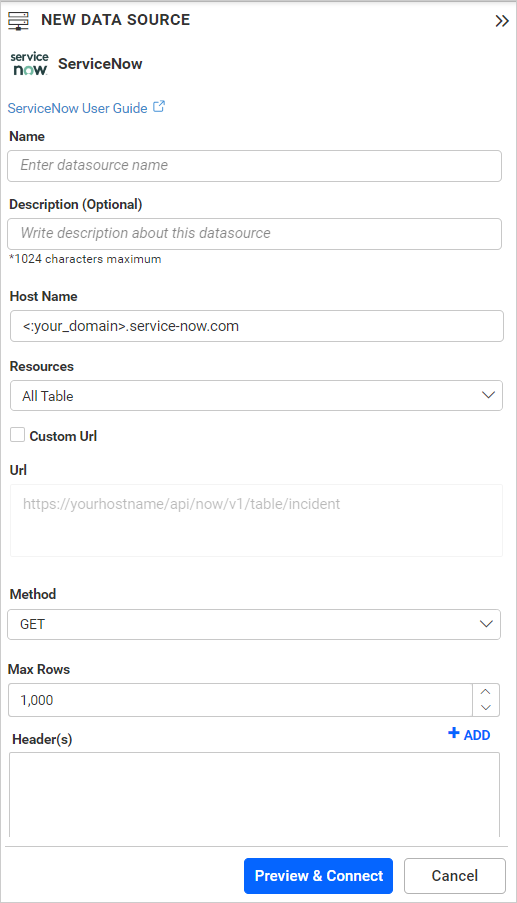 NEW DATA SOURCE
service
now
ServiceNow
ServiceNow User Guide
Name
Enter datasource name
Description (Optional)
Write description about this datasource
*1024 characters maximum
Host Name
<:your_domain>.service-now.com
Resources
All Table
Custom Url
Url
https://yourhostname/api/now/v1/table/incident
Method
GET
Max Rows
1,000
Header(s)
+ ADD
Preview & Connect
Cancel